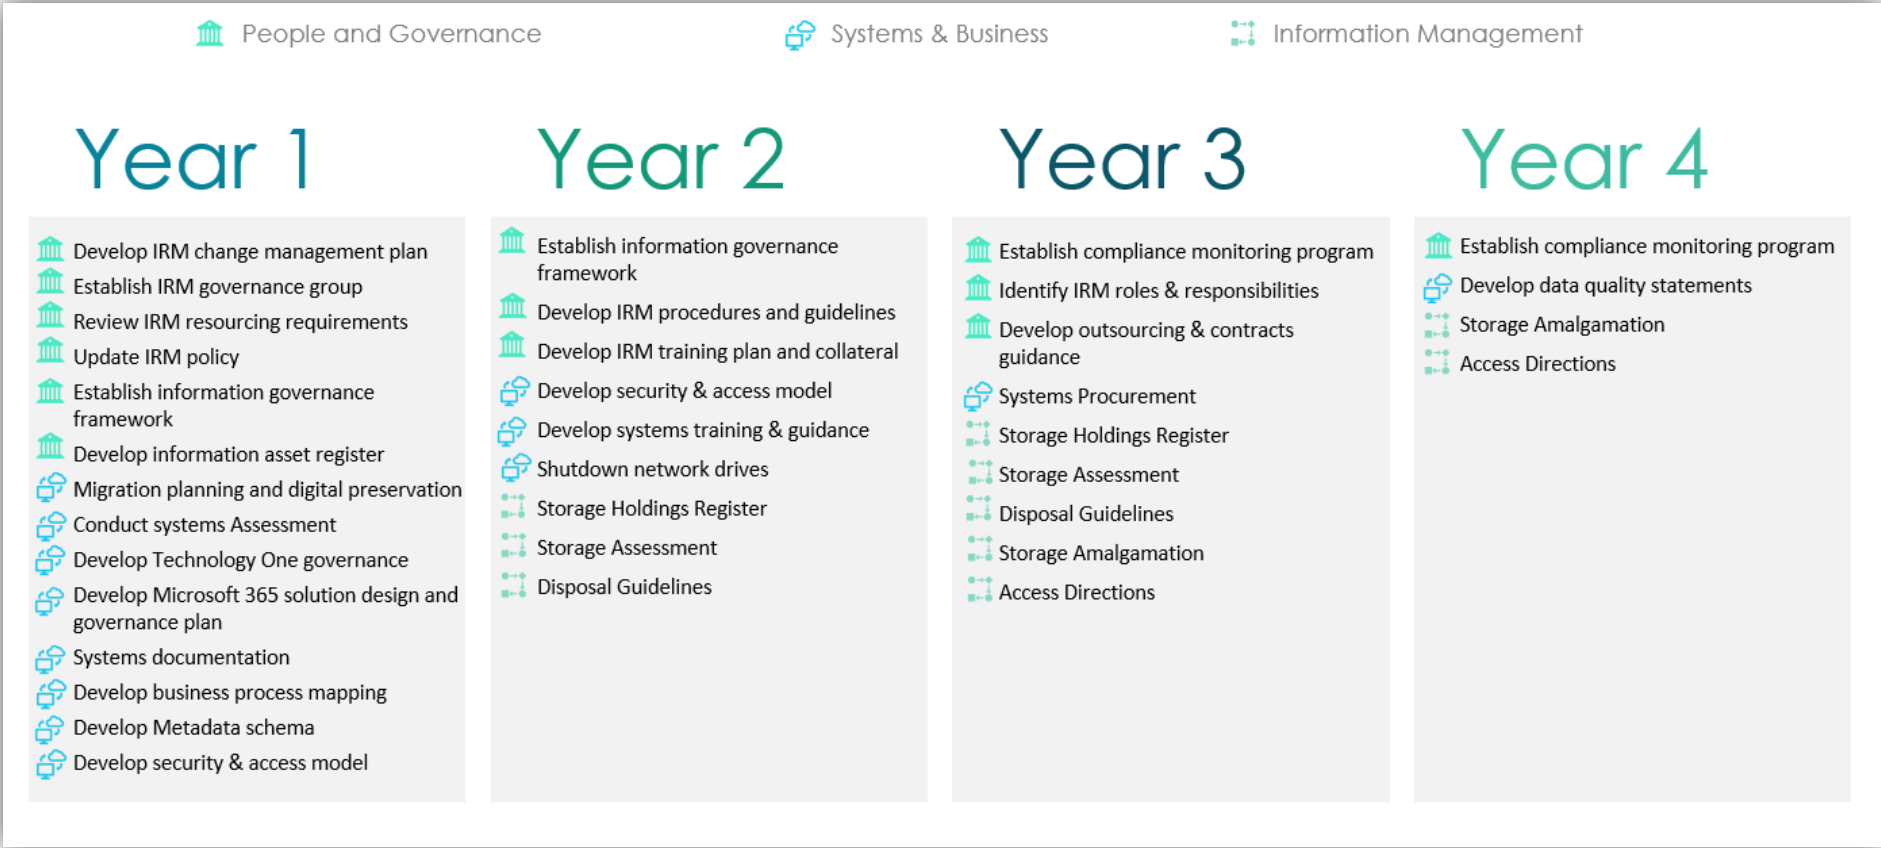 People and Governance
Systems & Business
Information Management
Year 1
Develop IRM change management plan
Establish IRM governance group
Review IRM resourcing requirements
Update IRM policy
Establish information governance
framework
Develop information asset register
Migration planning and digital preservation
Conduct systems Assessment
Develop Technology One governance
Develop Microsoft 365 solution design and
governance plan
Systems documentation
Develop business process mapping
Develop Metadata schema
Develop security & access model
Year 2
Establish information governance
framework
Develop IRM procedures and guidelines
Develop IRM training plan and collateral
Develop security & access model
Develop systems training & guidance
Shutdown network drives
Storage Holdings Register
Storage Assessment
Disposal Guidelines
Year 3
Establish compliance monitoring program
Identify IRM roles & responsibilities
Develop outsourcing & contracts
guidance
Systems Procurement
Storage Holdings Register
Storage Assessment
Disposal Guidelines
Storage Amalgamation
Access Directions
Year 4
Establish compliance monitoring program
Develop data quality statements
Storage Amalgamation
Access Directions